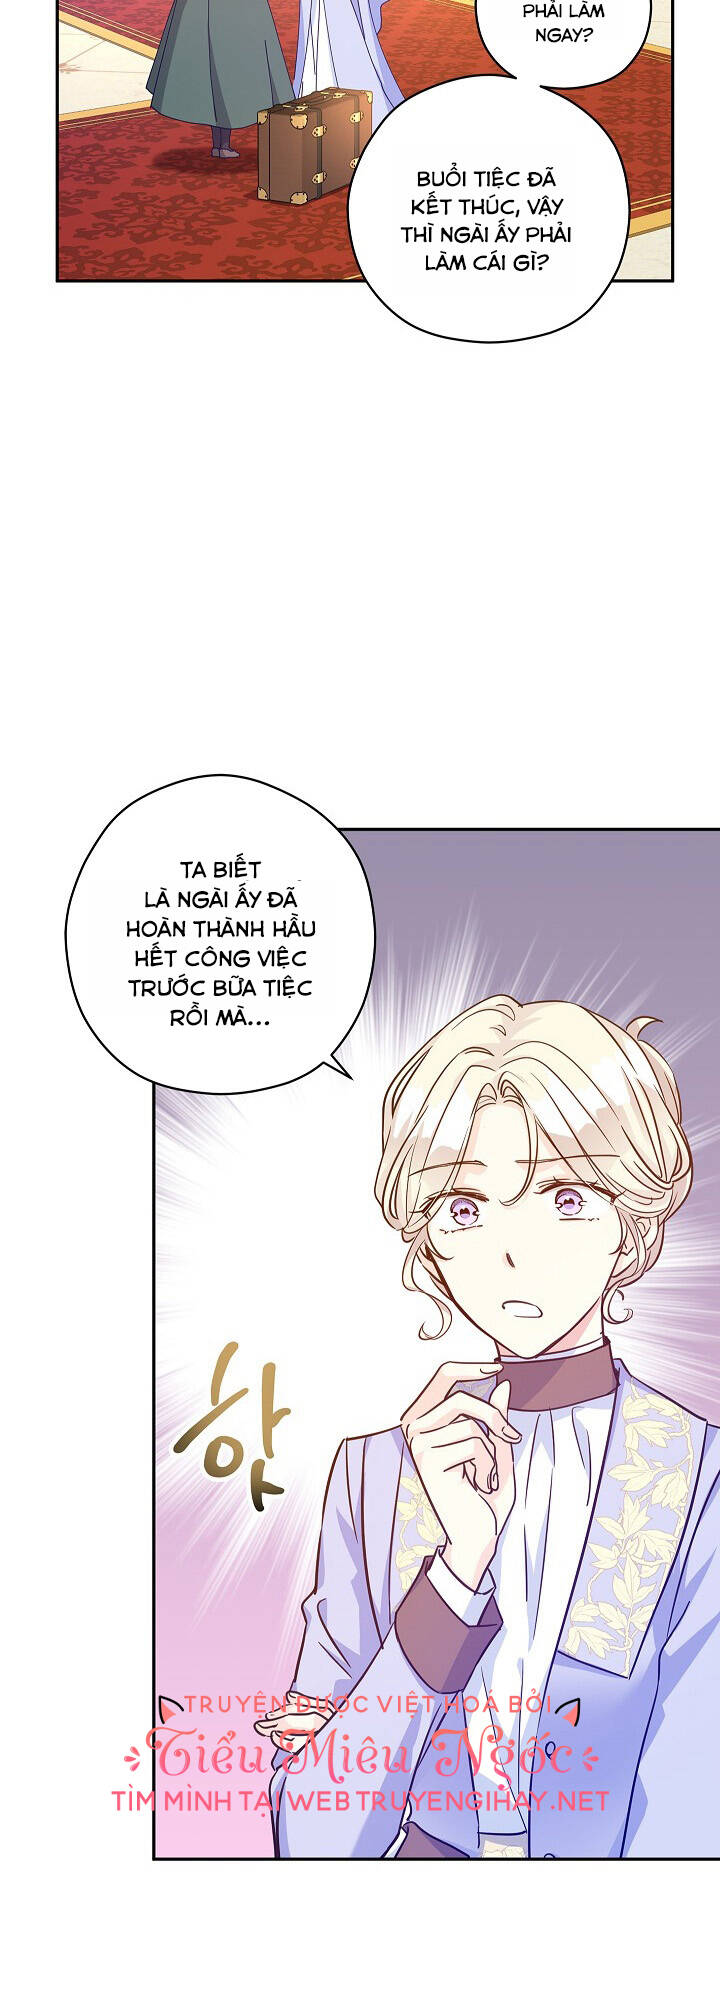 PHẢI LÀM
NGAY?
BUỔI TIỆC ĐÃ
KẾT THÚC, VẬY
THÌ NGÀI ẤY PHẢI
LÀM CÁI GÌ?
TA BIẾT
LÀ NGÀI ẤY ĐÃ
HOÀN THÀNH HẦU
HẾT CÔNG VIỆC
TRƯỚC BỮA TIỆC
RỒI MÀ...
하
TRUYỆN ĐƯỢC VIỆT HOÁ BỞI
Tiểu Miêu Ngốc
TÌM MÌNH TẠI WEB TRUYENGIHAY.NET